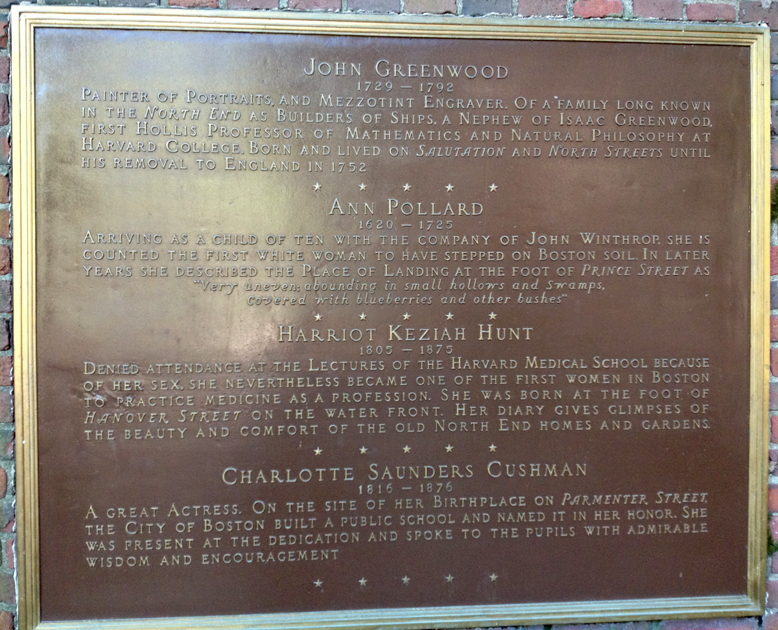 JOHN GREENWOOD
1729 — 1792
PAINTER OF PORTRAITS, AND MEZZOTINT ENGRAVER. OF A FAMILY LONG KNOWN
IN THE NORTH END AS BUILDERS OF SHIPS. A NEPHEW OF ISAAC GREENWOOD,
FIRST HOLLIS PROFESSOR OF MATHEMATICS AND NATURAL PHILOSOPHY AT
HARVARD COLLEGE. BORN AND LIVED ON SALUTATION AND NORTH STREETS UNTIL
HIS REMOVAL TO ENGLAND IN 1752
ANN POLLARD
1620 — 1725
ARRIVING AS A CHILD OF TEN WITH THE COMPANY OF JOHN WINTHROP, SHE IS
COUNTED THE FIRST WHITE WOMAN TO HAVE STEPPED ON BOSTON SOIL. IN LATER
YEARS SHE DESCRIBED THE PLACE OF LANDING AT THE FOOT OF PRINCE STREET AS
"Very uneven, abounding in small hollows and swamps,
covered with blueberries and other bushes"
HARRIOT KEZIAH HUNT
1805 — 1875
DENIED ATTENDANCE AT THE LECTURES OF THE HARVARD MEDICAL SCHOOL BECAUSE
OF HER SEX. SHE NEVERTHELESS BECAME ONE OF THE FIRST WOMEN IN BOSTON
TO PRACTICE MEDICINE AS A PROFESSION. SHE WAS BORN AT THE FOOT OF
HANOVER STREET ON THE WATER FRONT. HER DIARY GIVES GLIMPSES OF
THE BEAUTY AND COMFORT OF THE OLD NORTH END HOMES AND GARDENS.
CHARLOTTE SAUNDERS CUSHMAN
1816 — 1876
A GREAT ACTRESS. ON THE SITE OF HER BIRTHPLACE ON PARMENTER STREET,
THE CITY OF BOSTON BUILT A PUBLIC SCHOOL AND NAMED IT IN HER HONOR. SHE
WAS PRESENT AT THE DEDICATION AND SPOKE TO THE PUPILS WITH ADMIRABLE
WISDOM AND ENCOURAGEMENT